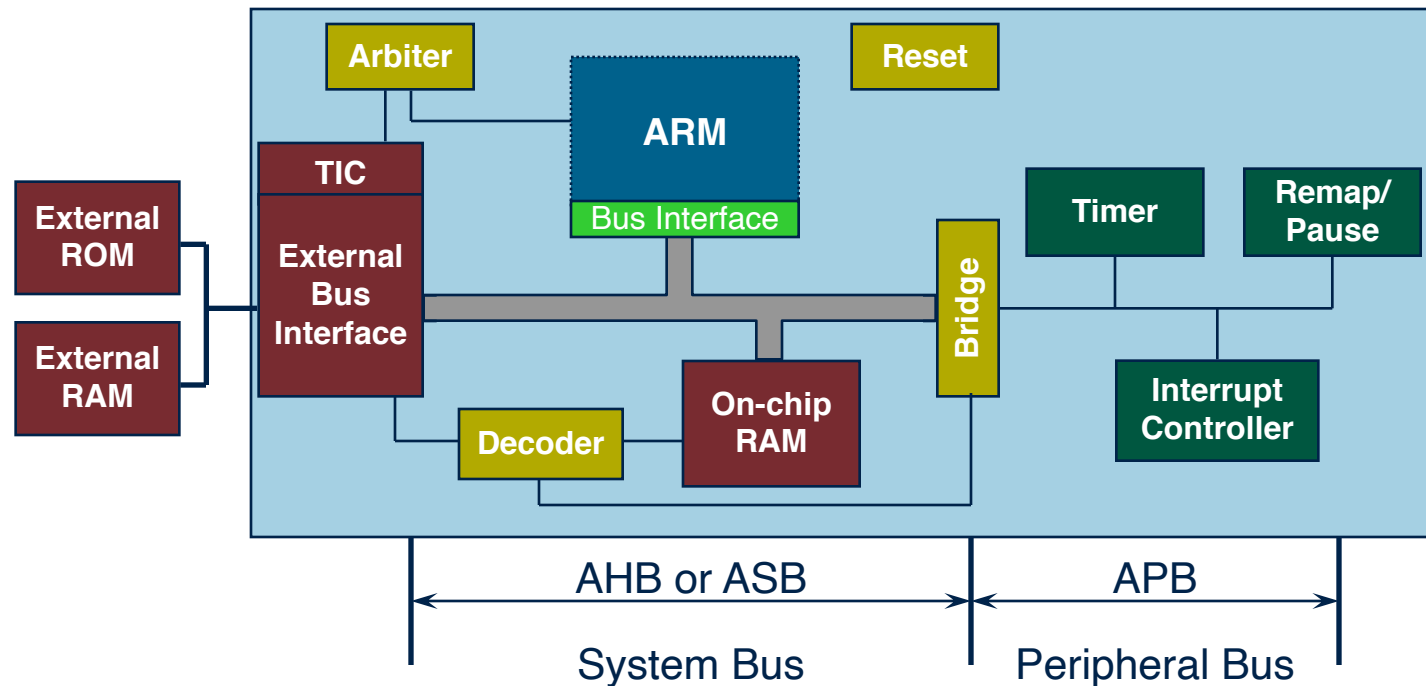 Arbiter
Reset
ARM
TIC
Bus Interface
External
ROM
External
RAM
External
Bus
Interface
Timer
Remap/
Pause
Bridge
On-chip
RAM
Interrupt
Controller
Decoder
AHB or ASB
APB
System Bus
Peripheral Bus